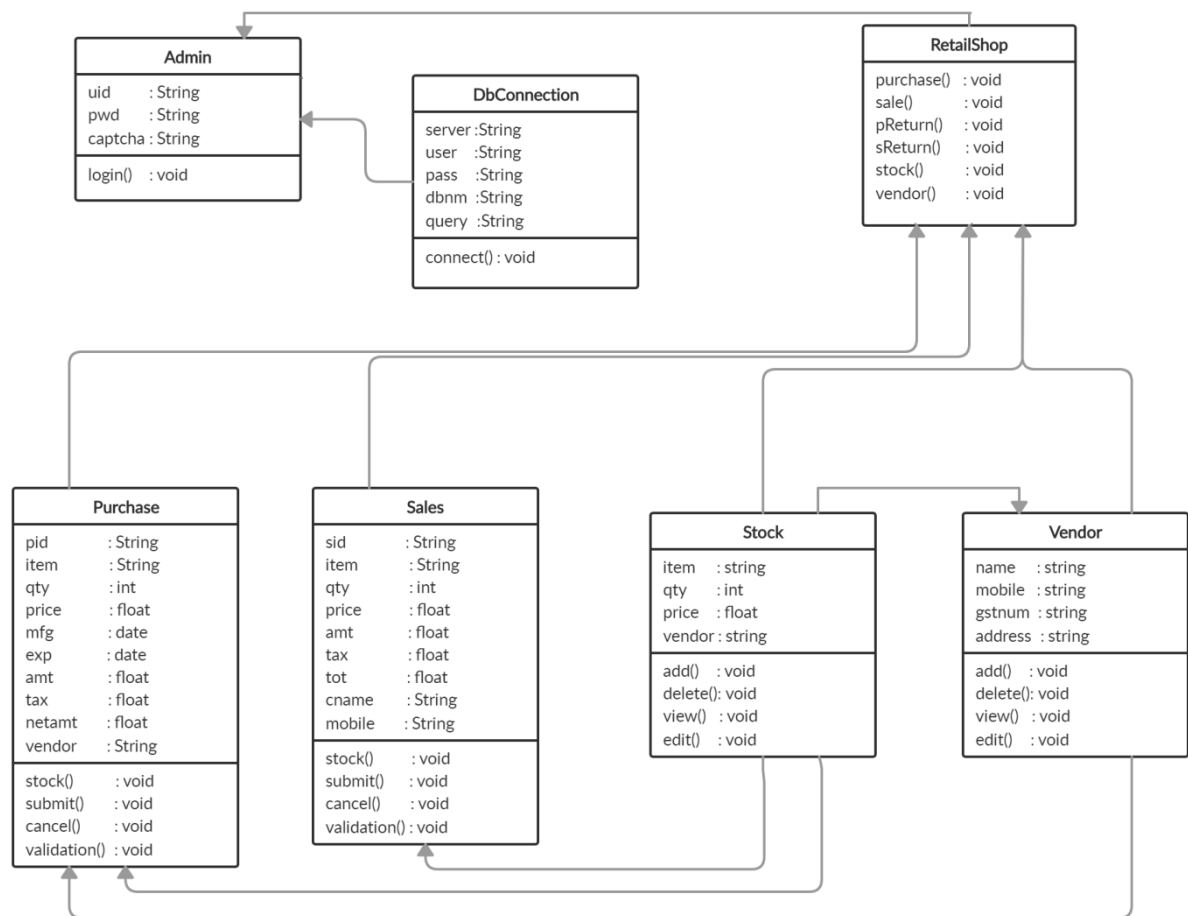 Admin
uid : String
pwd : String
captcha : String
login() : void
DbConnection
server :String
user :String
pass :String
dbnm :String
query :String
connect() : void
RetailShop
purchase() : void
sale() : void
pReturn() : void
sReturn() : void
stock() : void
vendor() : void
Purchase
pid : String
item : String
qty : int
price : float
mfg : date
exp : date
amt : float
tax : float
netamt : float
vendor : String
stock() : void
submit() : void
cancel() : void
validation() : void
Sales
sid : String
item : String
qty : int
price : float
amt : float
tax : float
tot : float
cname : String
mobile : String
stock() : void
submit() : void
cancel() : void
validation() : void
Stock
item : string
qty : int
price : float
vendor : string
add() : void
delete(): void
view() : void
edit() : void
Vendor
name : string
mobile : string
gstnum : string
address : string
add() : void
delete(): void
view() : void
edit() : void